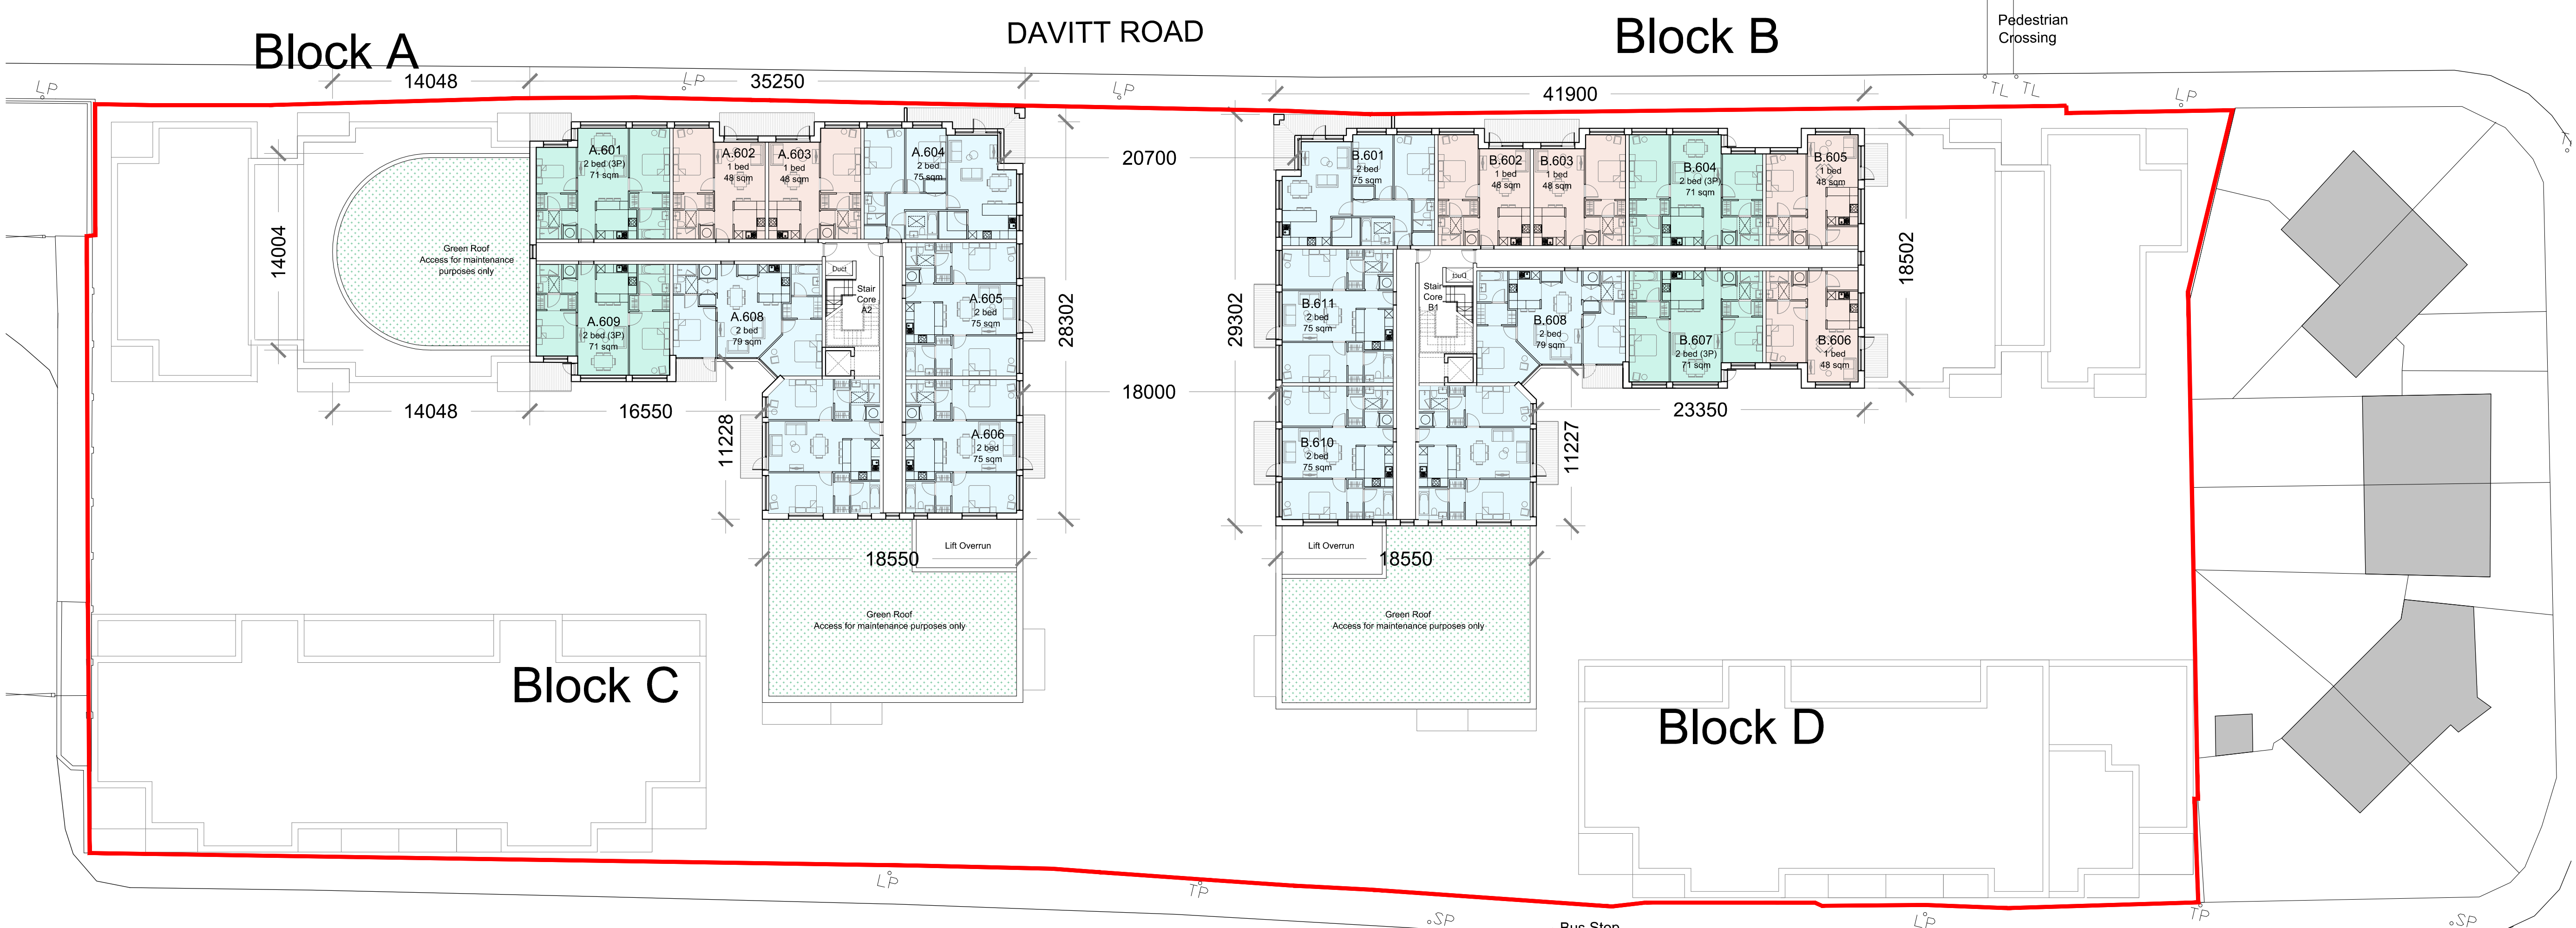 Block A
DAVITT ROAD
Block B
Pedestrian
Crossing
LP
14048
LP
35250
LP
41900
TL
TL
LP
14004
Green Roof
Access for maintenance
purposes only
A.601
2 bed (3P)
71 sqm
A.602
1 bed
48 sqm
A.603
1 bed
48 sqm
A.604
2 bed
75 sqm
20700
B.601
2 bed
75 sqm
B.602
1 bed
48 sqm
B.603
1 bed
48 sqm
B.604
2 bed (3P)
71 sqm
B.605
1 bed
48 sqm
18502
A.609
2 bed (3P)
71 sqm
A.608
2 bed
79 sqm
Duct
Stair
Core
A2
A.605
2 bed
75 sqm
28302
29302
B.611
2 bed
75 sqm
Duct
Stair
Core
B1
B.608
2 bed
79 sqm
B.607
2 bed (3P)
71 sqm
B.606
1 bed
48 sqm
14048
16550
11228
A.606
2 bed
75 sqm
18000
B.610
2 bed
75 sqm
11227
23350
Lift Overrun
18550
Lift Overrun
18550
Green Roof
Access for maintenance purposes only
Green Roof
Access for maintenance purposes only
Block C
Block D
LP
TP
SP
Bus Stop
LP
TP
SP